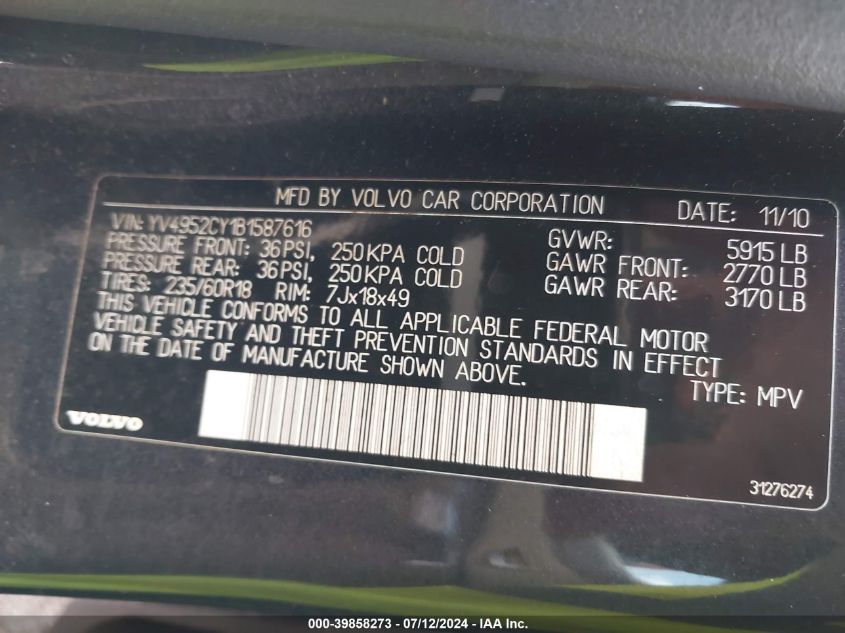 MFD BY VOLVO CAR CORPORATION DATE: 11/10
VIN: YV4952CY1B1587616 GVWR: 5915 LB
PRESSURE FRONT: 36 PSI, 250 KPA COLD GAWR FRONT: 2770 LB
PRESSURE REAR: 36 PSI, 250 KPA COLD GAWR REAR: 3170 LB
TIRES: 235/60R18 RIM: 7Jx18x49
THIS VEHICLE CONFORMS TO ALL APPLICABLE FEDERAL MOTOR
VEHICLE SAFETY AND THEFT PREVENTION STANDARDS IN EFFECT
ON THE DATE OF MANUFACTURE SHOWN ABOVE.
TYPE: MPV
VOLVO
31276274
000-39858273 - 07/12/2024 - IAA Inc.